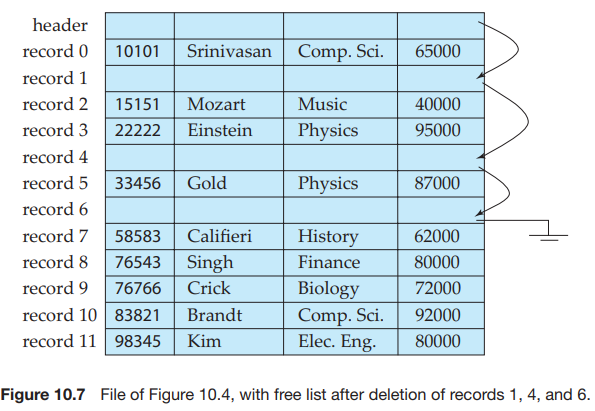 header
record 0 10101 Srinivasan Comp. Sci. 65000
record 1
record 2 15151 Mozart Music 40000
record 3 22222 Einstein Physics 95000
record 4
record 5 33456 Gold Physics 87000
record 6
record 7 58583 Califieri History 62000
record 8 76543 Singh Finance 80000
record 9 76766 Crick Biology 72000
record 10 83821 Brandt Comp. Sci. 92000
record 11 98345 Kim Elec. Eng. 80000
Figure 10.7 File of Figure 10.4, with free list after deletion of records 1, 4, and 6.